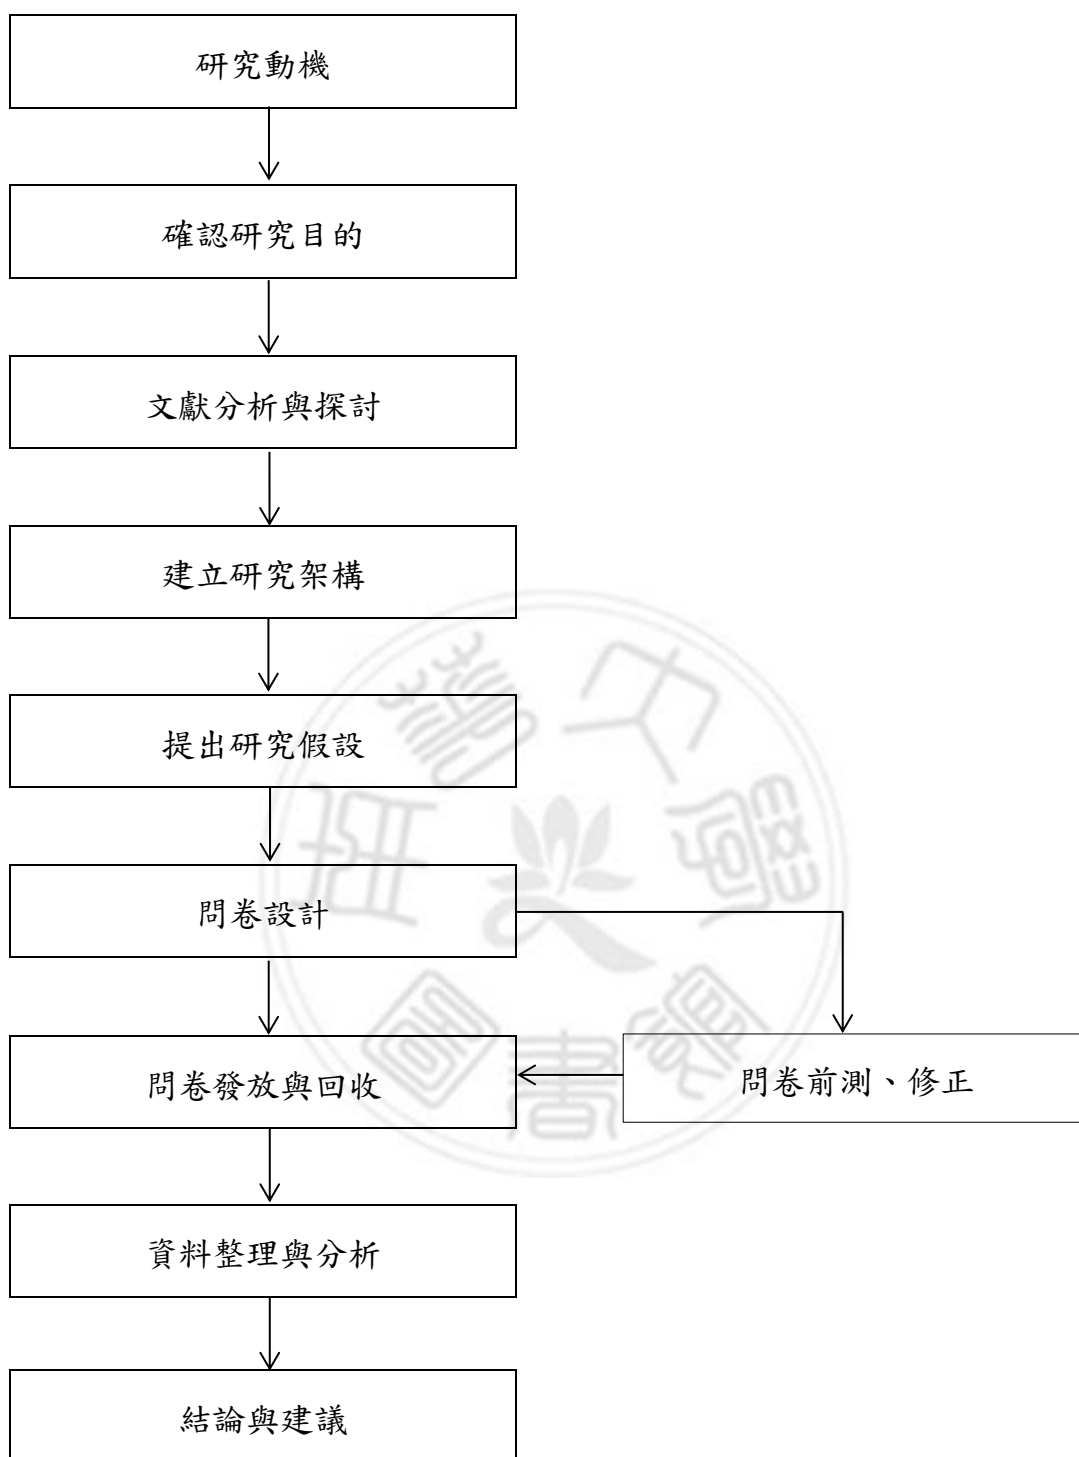 研究動機
確認研究目的
文獻分析與探討
建立研究架構
提出研究假設
問卷設計
問卷發放與回收
問卷前測、修正
資料整理與分析
結論與建議